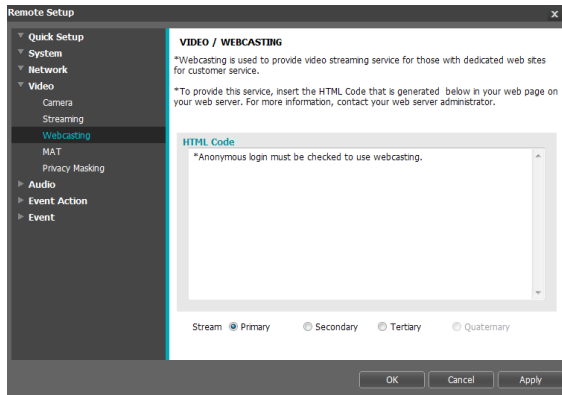 Remote Setup
x
Quick Setup
System
Network
Video
Camera
Streaming
Webcasting
MAT
Privacy Masking
Audio
Event Action
Event
VIDEO / WEBCASTING
*Webcasting is used to provide video streaming service for those with dedicated web sites
for customer service.
*To provide this service, insert the HTML Code that is generated below in your web page on
your web server. For more information, contact your web server administrator.
HTML Code
*Anonymous login must be checked to use webcasting.
Stream Primary Secondary Tertiary Quaternary
OK Cancel Apply